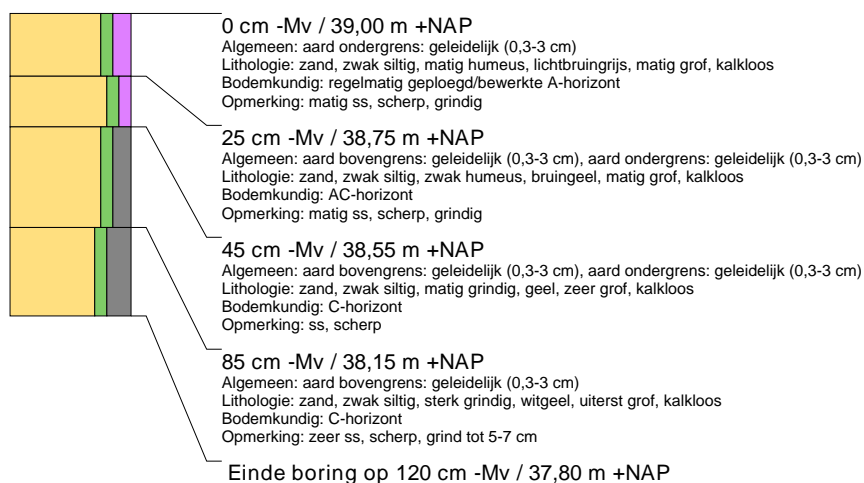 0 cm -Mv / 39,00 m +NAP
Algemeen: aard ondergrens: geleidelijk (0,3-3 cm)
Lithologie: zand, zwak siltig, matig humeus, lichtbruingrijs, matig grof, kalkloos
Bodemkundig: regelmatig geploegd/bewerkte A-horizont
Opmerking: matig ss, scherp, grindig
25 cm -Mv / 38,75 m +NAP
Algemeen: aard bovengrens: geleidelijk (0,3-3 cm), aard ondergrens: geleidelijk (0,3-3 cm)
Lithologie: zand, zwak siltig, zwak humeus, bruingeel, matig grof, kalkloos
Bodemkundig: AC-horizont
Opmerking: matig ss, scherp, grindig
45 cm -Mv / 38,55 m +NAP
Algemeen: aard bovengrens: geleidelijk (0,3-3 cm), aard ondergrens: geleidelijk (0,3-3 cm)
Lithologie: zand, zwak siltig, matig grindig, geel, zeer grof, kalkloos
Bodemkundig: C-horizont
Opmerking: ss, scherp
85 cm -Mv / 38,15 m +NAP
Algemeen: aard bovengrens: geleidelijk (0,3-3 cm)
Lithologie: zand, zwak siltig, sterk grindig, witgeel, uiterst grof, kalkloos
Bodemkundig: C-horizont
Opmerking: zeer ss, scherp, grind tot 5-7 cm
Einde boring op 120 cm -Mv / 37,80 m +NAP